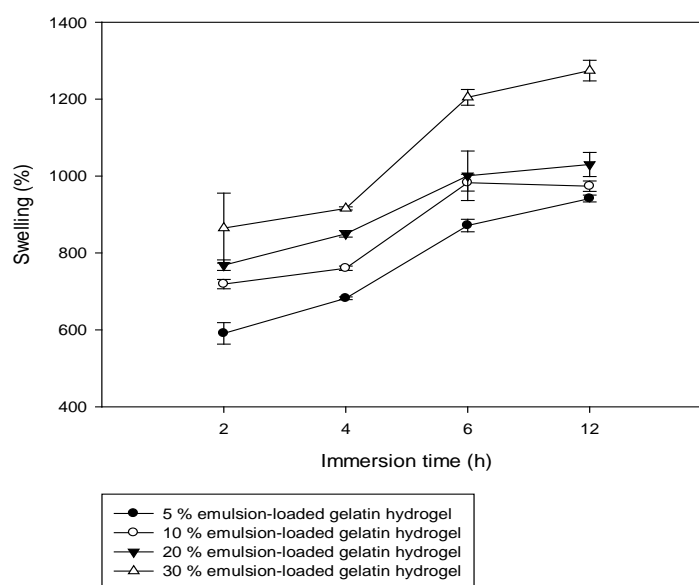 1400
1200
1000
800
600
400
Swelling (%)
2 4 6 12
Immersion time (h)
5 % emulsion-loaded gelatin hydrogel
10 % emulsion-loaded gelatin hydrogel
20 % emulsion-loaded gelatin hydrogel
30 % emulsion-loaded gelatin hydrogel